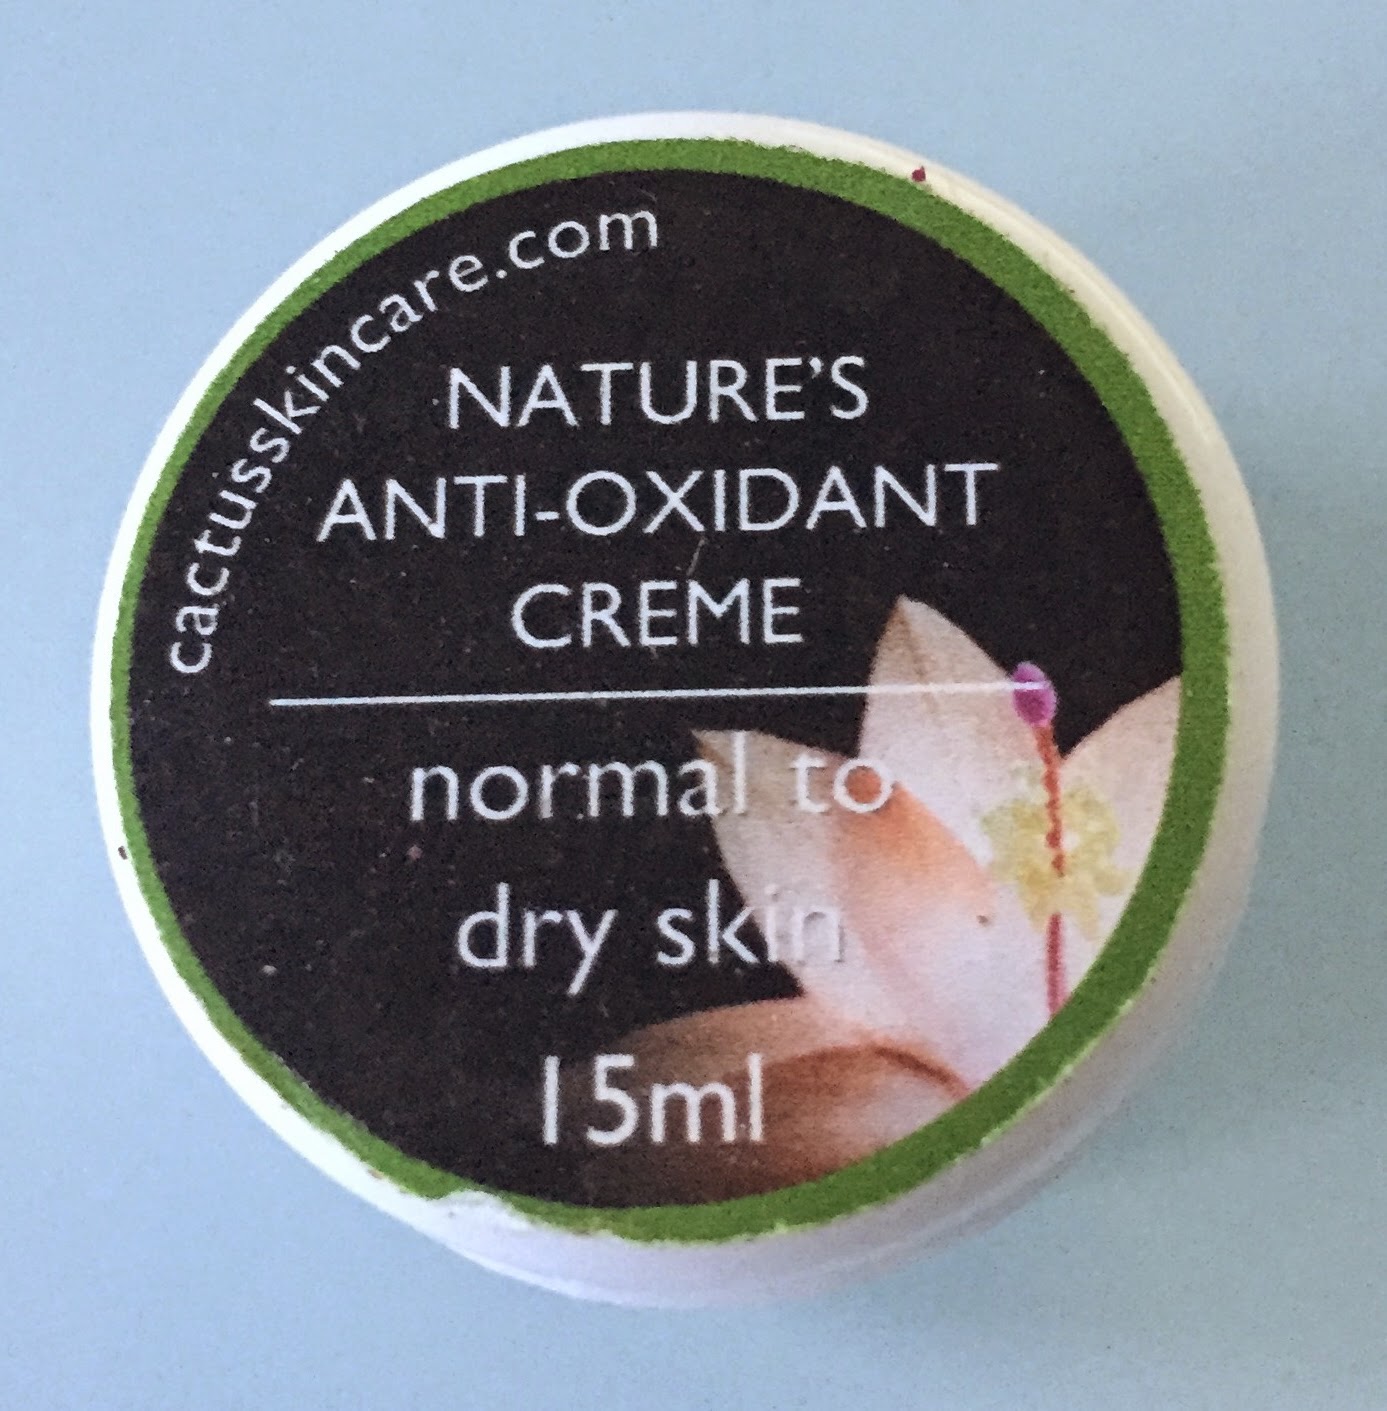 cactusskincare.com
NATURE'S
ANTI-OXIDANT
CREME
normal to
dry skin
15ml